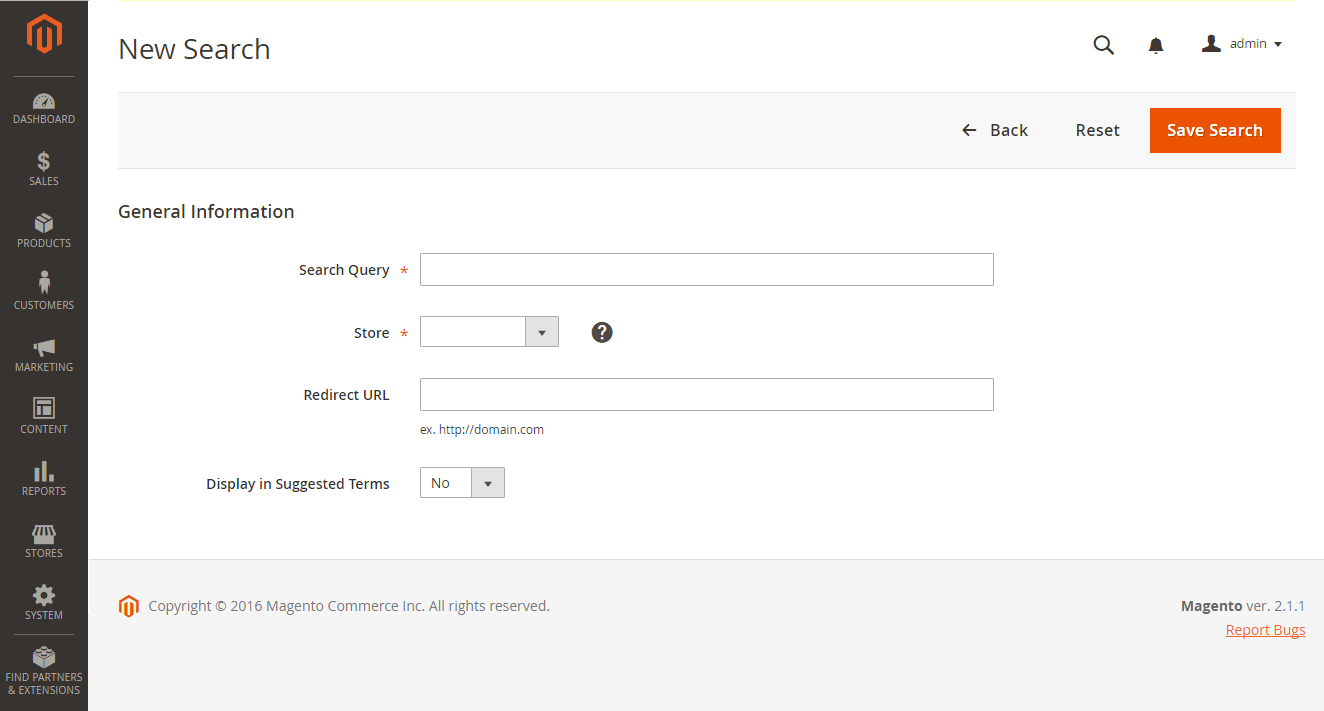 New Search
admin
DASHBOARD
SALES
PRODUCTS
CUSTOMERS
MARKETING
CONTENT
REPORTS
STORES
SYSTEM
FIND PARTNERS
& EXTENSIONS
Back
Reset
Save Search
General Information
Search Query *
Store *
?
Redirect URL
ex. http://domain.com
Display in Suggested Terms
No
Copyright © 2016 Magento Commerce Inc. All rights reserved.
Magento ver. 2.1.1
Report Bugs